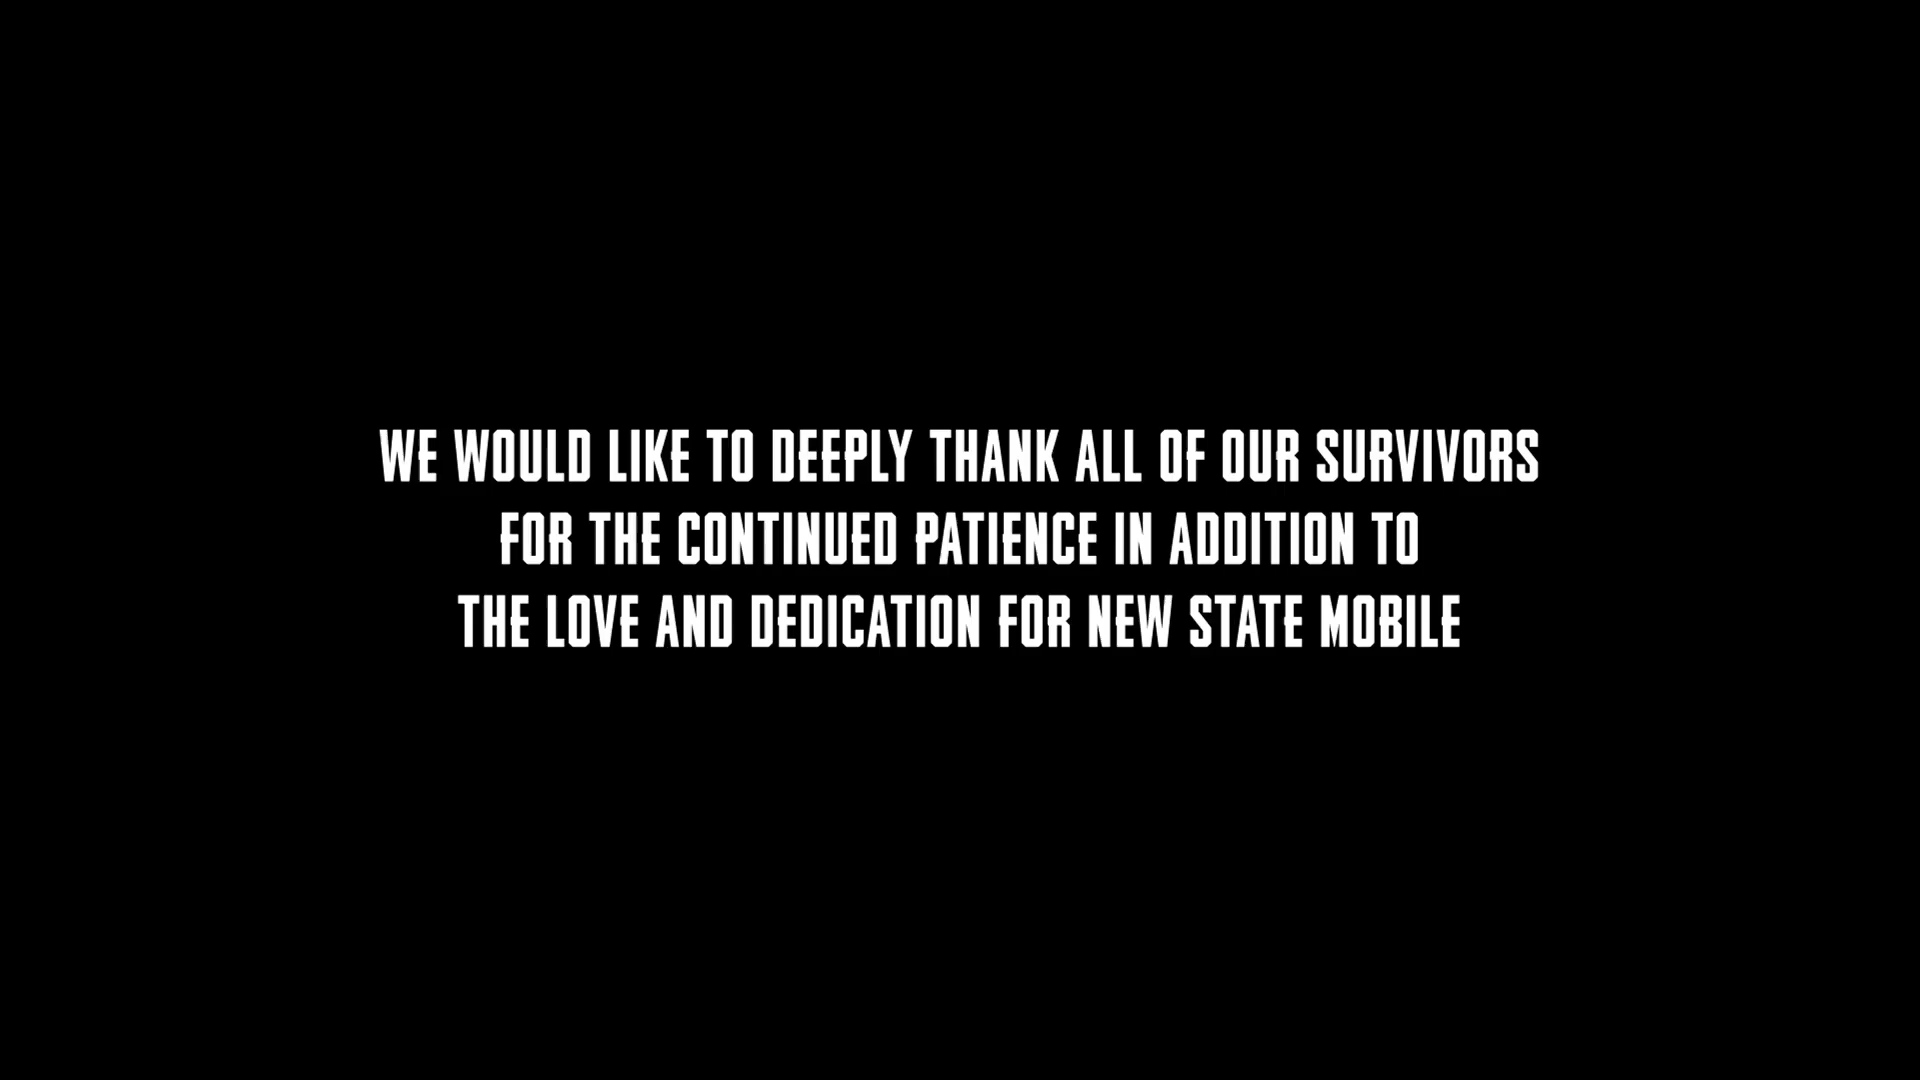 WE WOULD LIKE TO DEEPLY THANK ALL OF OUR SURVIVORS
FOR THE CONTINUED PATIENCE IN ADDITION TO
THE LOVE AND DEDICATION FOR NEW STATE MOBILE